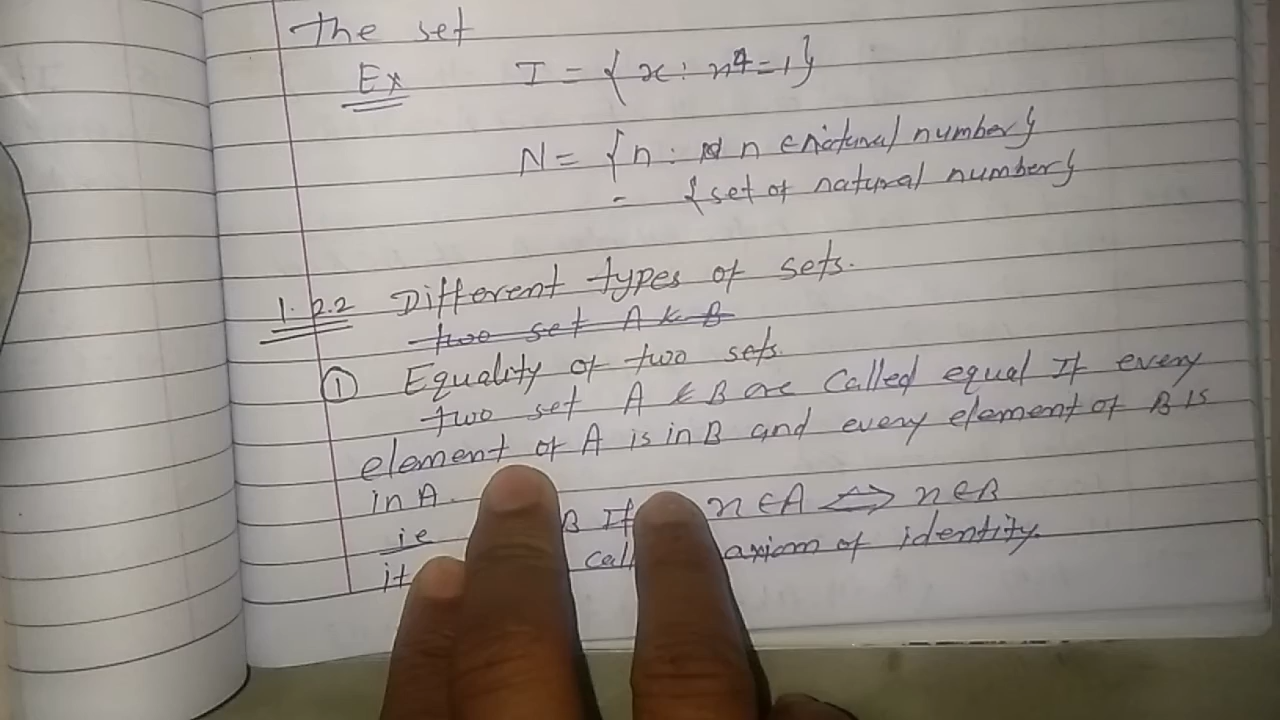 The set
Ex I = { x : x⁴ = 1 }
N = { n : n ∈ natural number }
= { set of natural number }
1.2.2 Different types of sets.
two set A & B
① Equality of two sets.
two set A & B are called equal If every
element of A is in B and every element of B is
in A.
ie B If x ∈ A ⟺ x ∈ B
it axiom of identity.